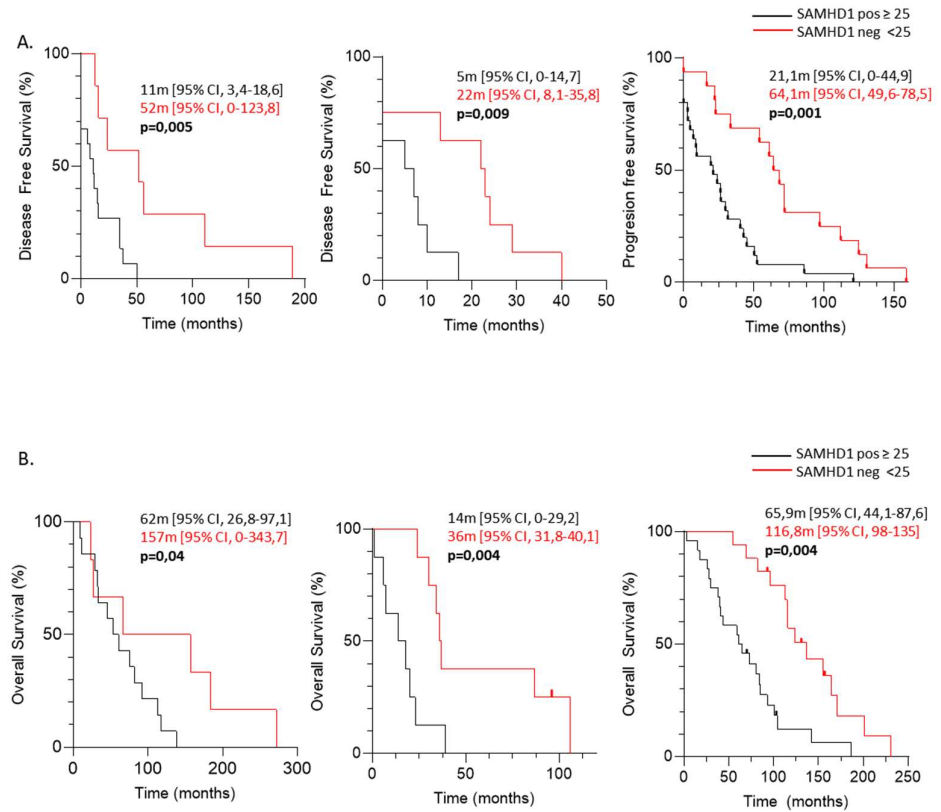 SAMHD1 pos ≥ 25
SAMHD1 neg <25
A.
11m [95% CI, 3,4-18,6]
52m [95% CI, 0-123,8]
p=0,005
Disease Free Survival (%)
100
50
0
0 100 200
Time (months)
5m [95% CI, 0-14,7]
22m [95% CI, 8,1-35,8]
p=0,009
Disease Free Survival (%)
100
50
0
0 10 20 30 40 50
Time (months)
21,1m [95% CI, 0-44,9]
64,1m [95% CI, 49,6-78,5]
p=0,001
Progresion free survival (%)
100
50
0
0 50 100 150
Time (months)
B.
SAMHD1 pos ≥ 25
SAMHD1 neg <25
62m [95% CI, 26,8-97,1]
157m [95% CI, 0-343,7]
p=0,04
Overall Survival (%)
100
50
0
0 100 200 300
Time (months)
14m [95% CI, 0-29,2]
36m [95% CI, 31,8-40,1]
p=0,004
Overall Survival (%)
100
50
0
0 50 100
Time (months)
65,9m [95% CI, 44,1-87,6]
116,8m [95% CI, 98-135]
p=0,004
Overall Survival (%)
100
50
0
0 50 100 150 200 250
Time (months)